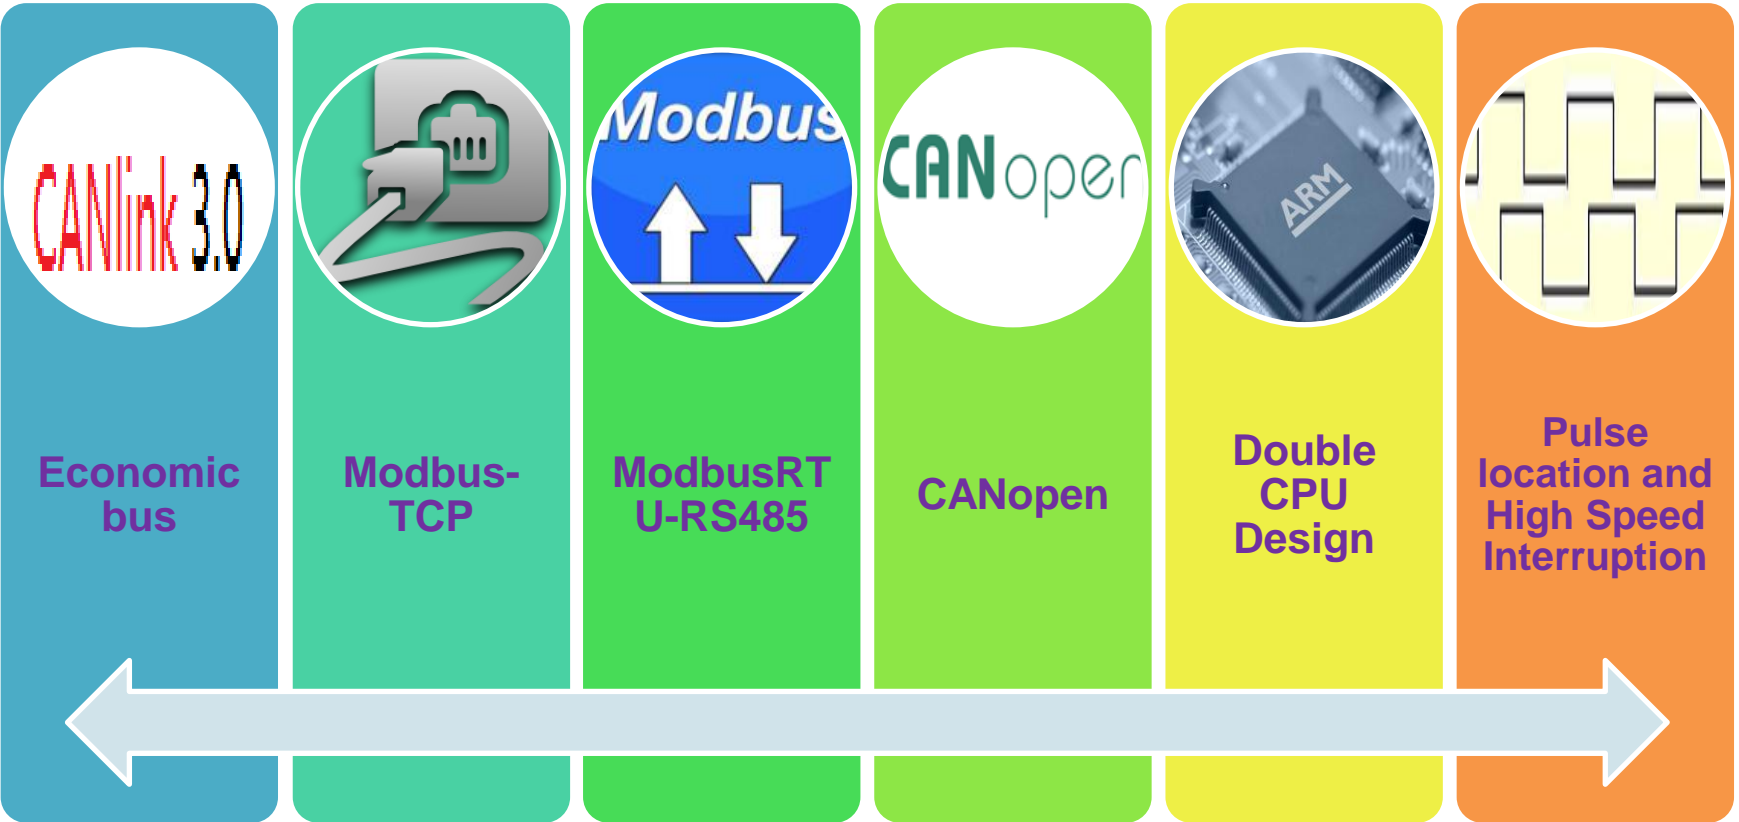 CANlink 3.0
Modbus
CANopen
ARM
Economic
bus
Modbus-
TCP
ModbusRT
U-RS485
CANopen
Double
CPU
Design
Pulse
location and
High Speed
Interruption